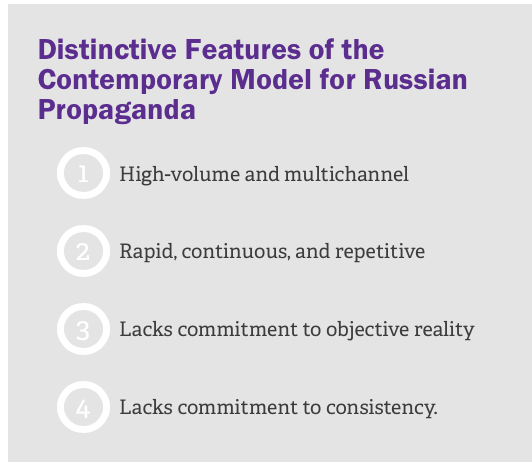 Distinctive Features of the
Contemporary Model for Russian
Propaganda
1 High-volume and multichannel
2 Rapid, continuous, and repetitive
3 Lacks commitment to objective reality
4 Lacks commitment to consistency.